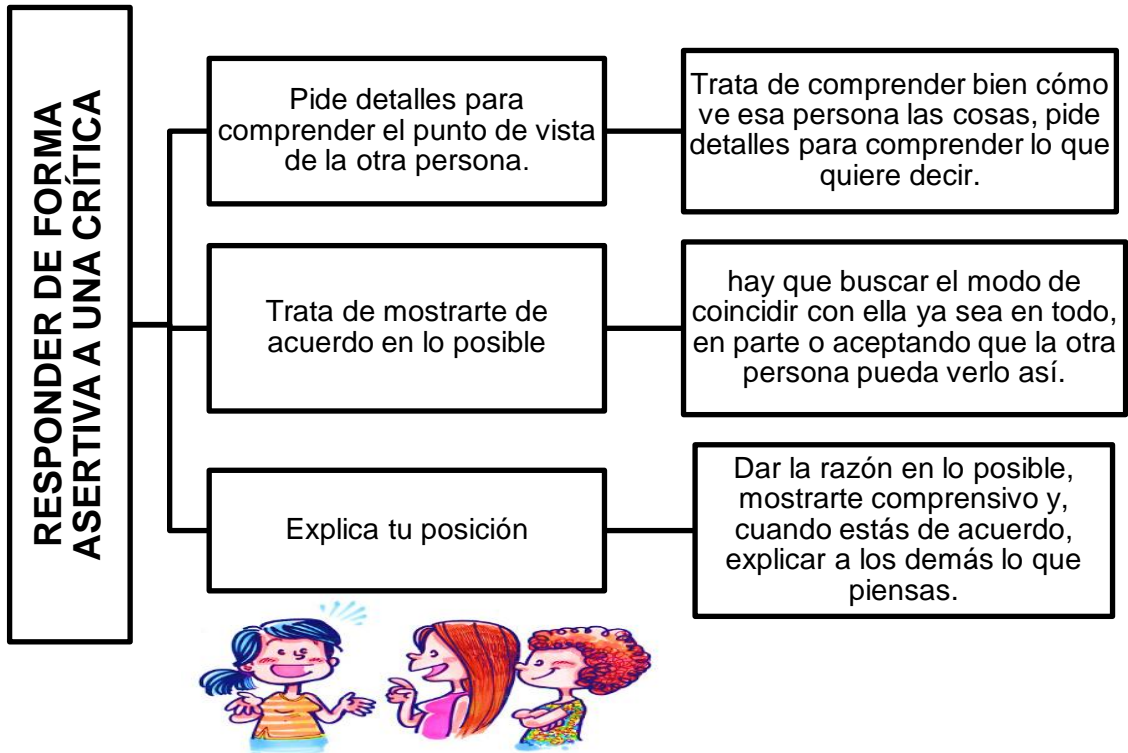 RESPONDER DE FORMA
ASERTIVA A UNA CRÍTICA
Pide detalles para
comprender el punto de vista
de la otra persona.
Trata de comprender bien cómo
ve esa persona las cosas, pide
detalles para comprender lo que
quiere decir.
Trata de mostrarte de
acuerdo en lo posible
hay que buscar el modo de
coincidir con ella ya sea en todo,
en parte o aceptando que la otra
persona pueda verlo así.
Explica tu posición
Dar la razón en lo posible,
mostrarte comprensivo y,
cuando estás de acuerdo,
explicar a los demás lo que
piensas.